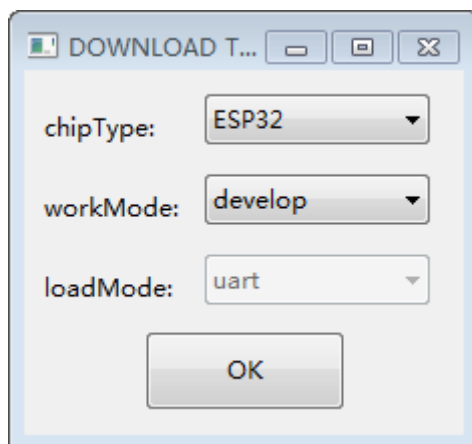 DOWNLOAD T...
chipType: ESP32
workMode: develop
loadMode: uart
OK